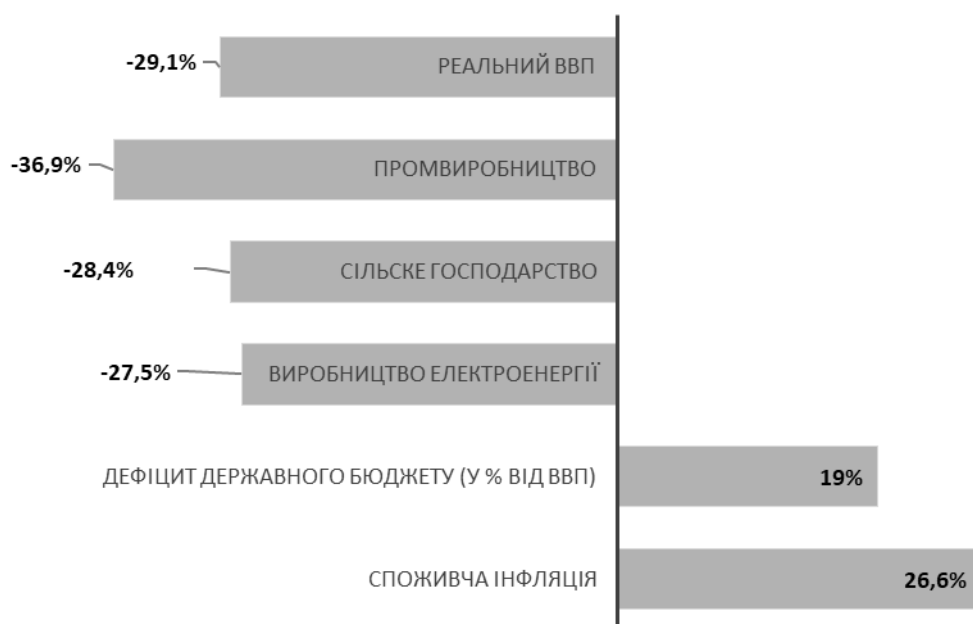 -29,1% РЕАЛЬНИЙ ВВП
-36,9% ПРОМВИРОБНИЦТВО
-28,4% СІЛЬСКЕ ГОСПОДАРСТВО
-27,5% ВИРОБНИЦТВО ЕЛЕКТРОЕНЕРГІЇ
ДЕФІЦИТ ДЕРЖАВНОГО БЮДЖЕТУ (У % ВІД ВВП) 19%
СПОЖИВЧА ІНФЛЯЦІЯ 26,6%